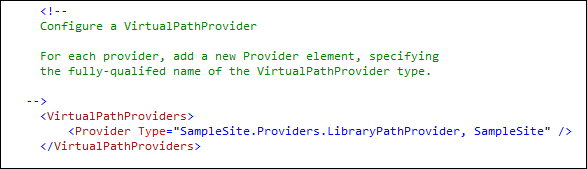 <!--
Configure a VirtualPathProvider
For each provider, add a new Provider element, specifying
the fully-qualifed name of the VirtualPathProvider type.
-->
<VirtualPathProviders>
<Provider Type="SampleSite.Providers.LibraryPathProvider, SampleSite" />
</VirtualPathProviders>